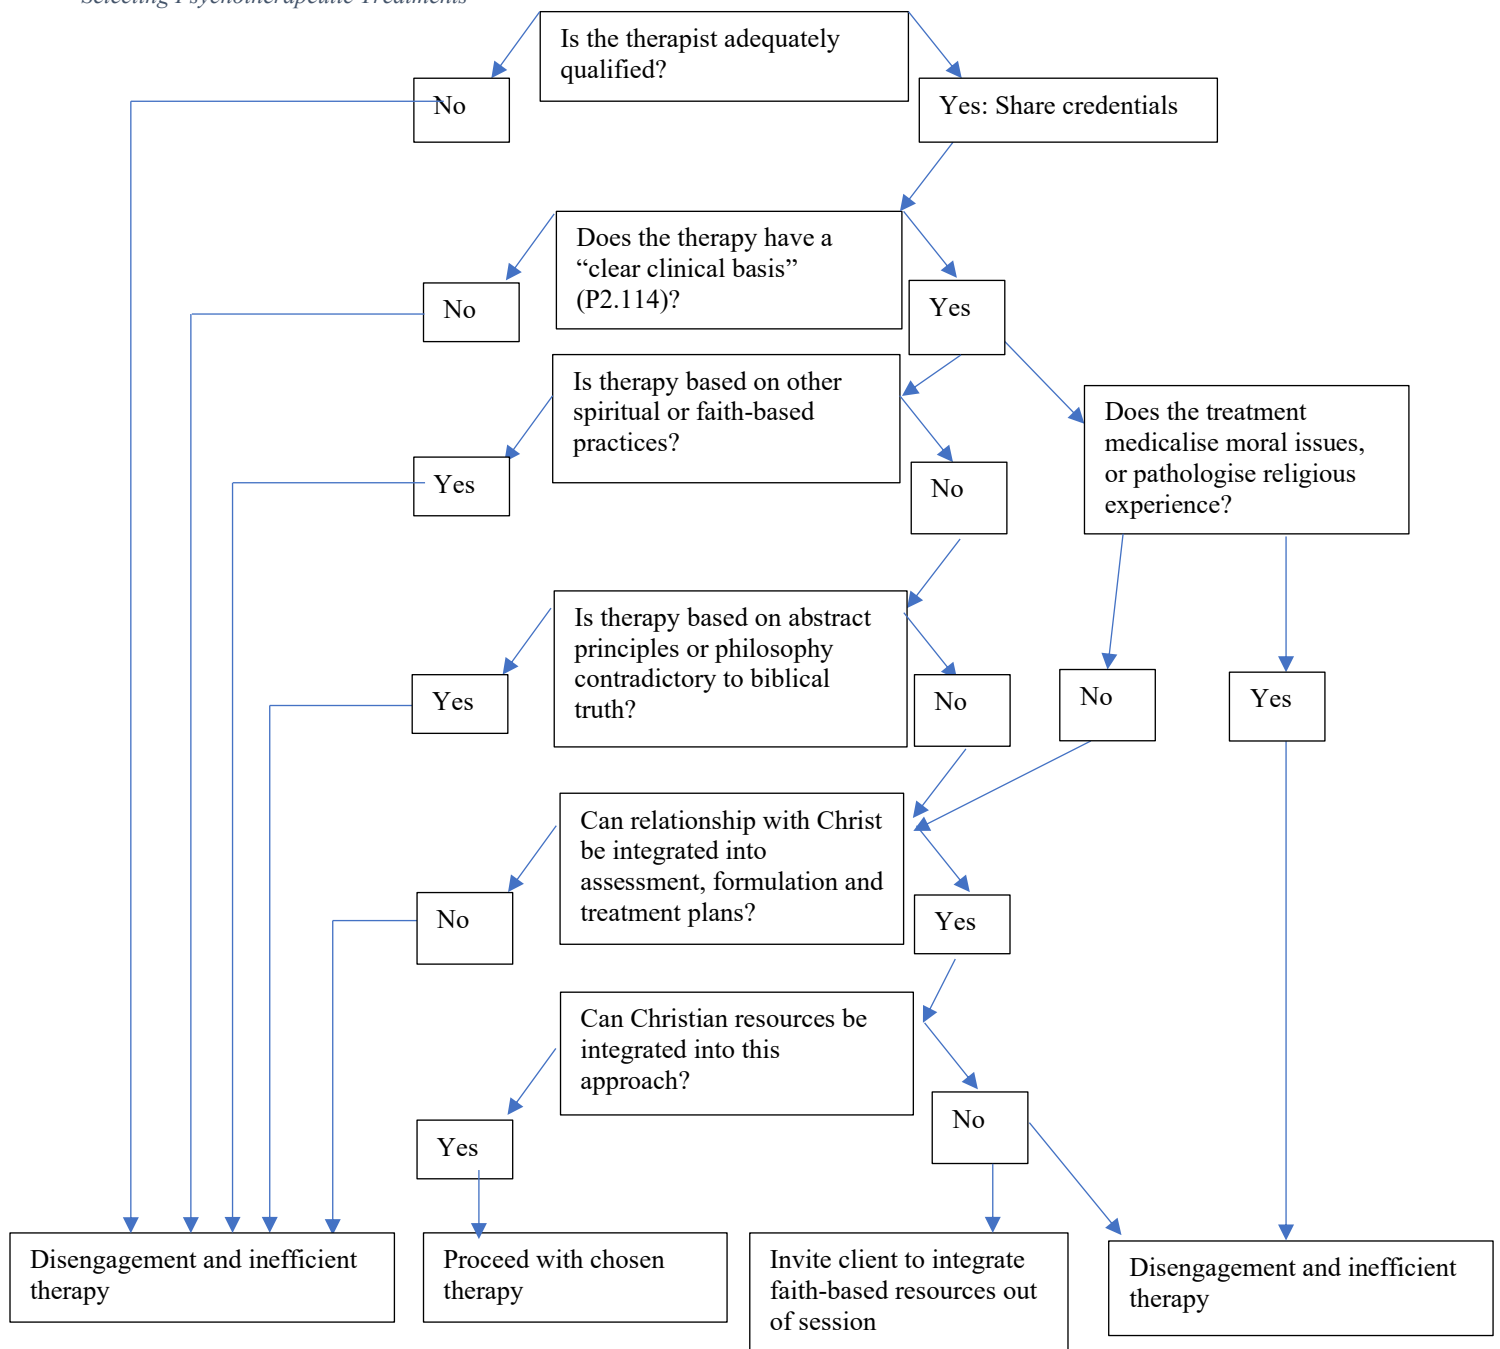 Selecting Psychotherapeutic Treatments
Is the therapist adequately
qualified?
No
Yes: Share credentials
Does the therapy have a
“clear clinical basis”
(P2.114)?
No
Yes
Is therapy based on other
spiritual or faith-based
practices?
Does the treatment
medicalise moral issues,
or pathologise religious
experience?
Yes
No
Is therapy based on abstract
principles or philosophy
contradictory to biblical
truth?
Yes
No
No
Yes
Can relationship with Christ
be integrated into
assessment, formulation and
treatment plans?
No
Yes
Can Christian resources be
integrated into this
approach?
Yes
No
Disengagement and inefficient
therapy
Proceed with chosen
therapy
Invite client to integrate
faith-based resources out
of session
Disengagement and inefficient
therapy